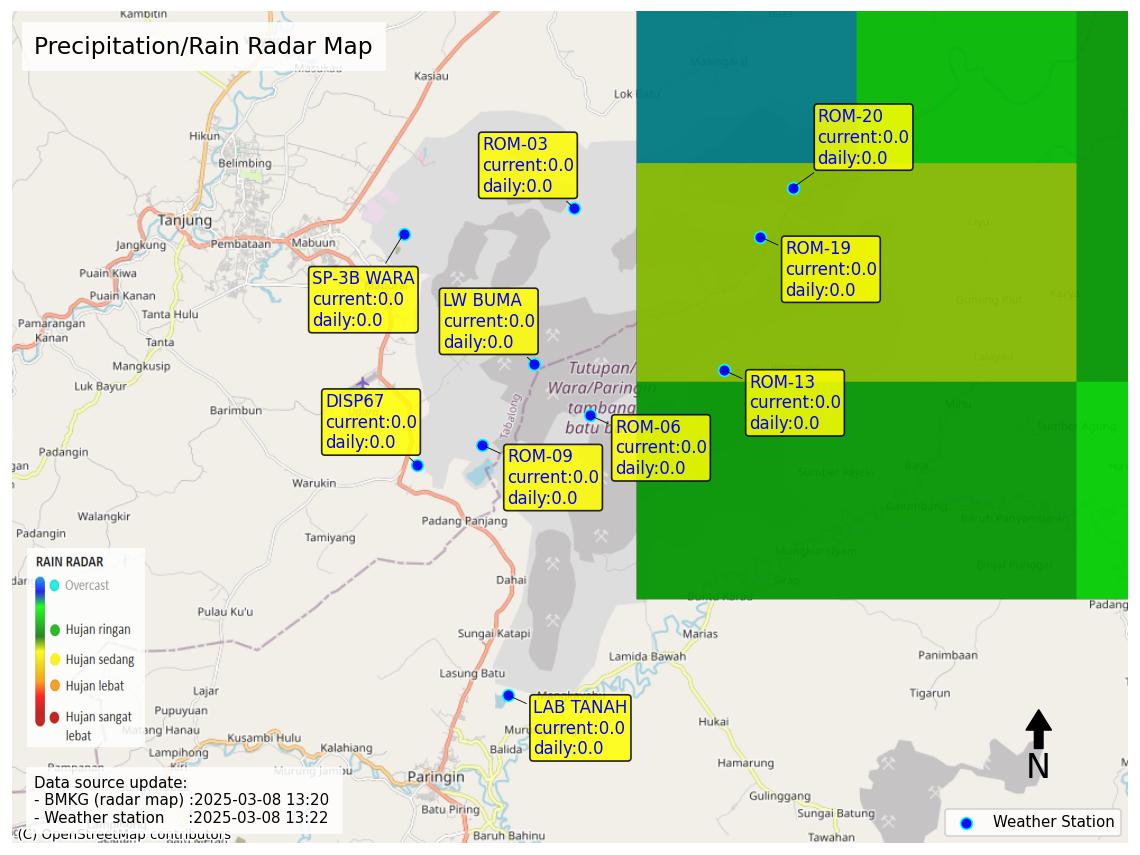 Kambitin
Precipitation/Rain Radar Map
Kasiau
Lok Batu
Hikun
Belimbing
ROM-03
current:0.0
daily:0.0
ROM-20
current:0.0
daily:0.0
Tanjung
Jangkung
Pembataan
Mabuun
ROM-19
current:0.0
daily:0.0
Puain Kiwa
Puain Kanan
SP-3B WARA
current:0.0
daily:0.0
LW BUMA
current:0.0
daily:0.0
Tanta Hulu
Pamarangan
Kanan
Tanta
Mangkusip
Luk Bayur
Tutupan/
Wara/Paringin
tambang
batu b
Tabalong
ROM-13
current:0.0
daily:0.0
Barimbun
DISP67
current:0.0
daily:0.0
ROM-06
current:0.0
daily:0.0
Padangin
ROM-09
current:0.0
daily:0.0
Warukin
Walangkir
Padangin
Padang Panjang
Tamiyang
RAIN RADAR
Overcast
Hujan ringan
Hujan sedang
Hujan lebat
Hujan sangat
lebat
Dahai
Pulau Ku'u
Sungai Katapi
Marias
Padang
Lamida Bawah
Panimbaan
Lasung Batu
Lajar
Tigarun
Pupuyuan
LAB TANAH
current:0.0
daily:0.0
Hukai
Matang Hanau
Kusambi Hulu
Kalahiang
Balida
Lampihong
Murung Jambu
Paringin
Hamarung
N
Data source update:
- BMKG (radar map) :2025-03-08 13:20
- Weather station :2025-03-08 13:22
Batu Piring
Gulinggang
Sungai Batung
Weather Station
(C) OpenStreetMap contributors
Baruh Bahinu
Tawahan